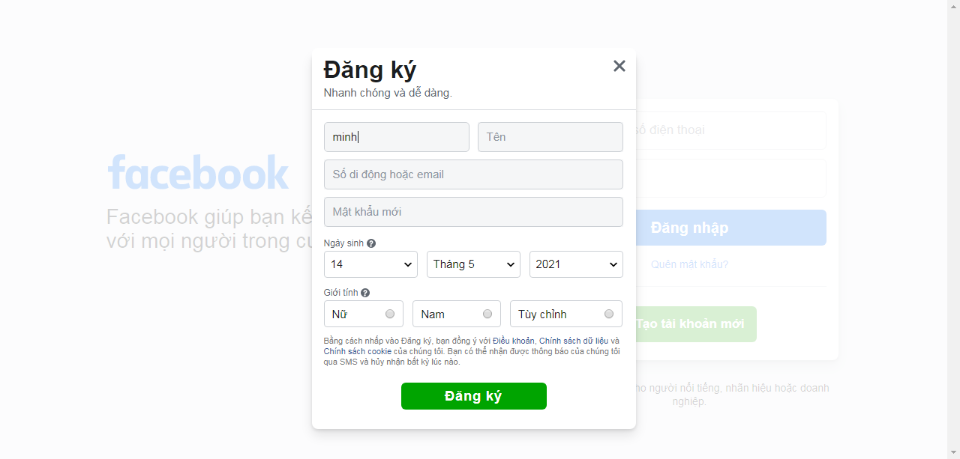 Đăng ký
Nhanh chóng và dễ dàng.
minh
Tên
Số di động hoặc email
Mật khẩu mới
Ngày sinh
14
Tháng 5
2021
Giới tính
Nữ
Nam
Tùy chỉnh
Bằng cách nhấp vào Đăng ký, bạn đồng ý với Điều khoản, Chính sách dữ liệu và
Chính sách cookie của chúng tôi. Bạn có thể nhận được thông báo của chúng tôi
qua SMS và hủy nhận bất kỳ lúc nào.
Đăng ký
facebook
Facebook giúp bạn kế
với mọi người trong cu
số điện thoại
Đăng nhập
Quên mật khẩu?
Tạo tài khoản mới
ho người nổi tiếng, nhãn hiệu hoặc doanh
nghiệp.